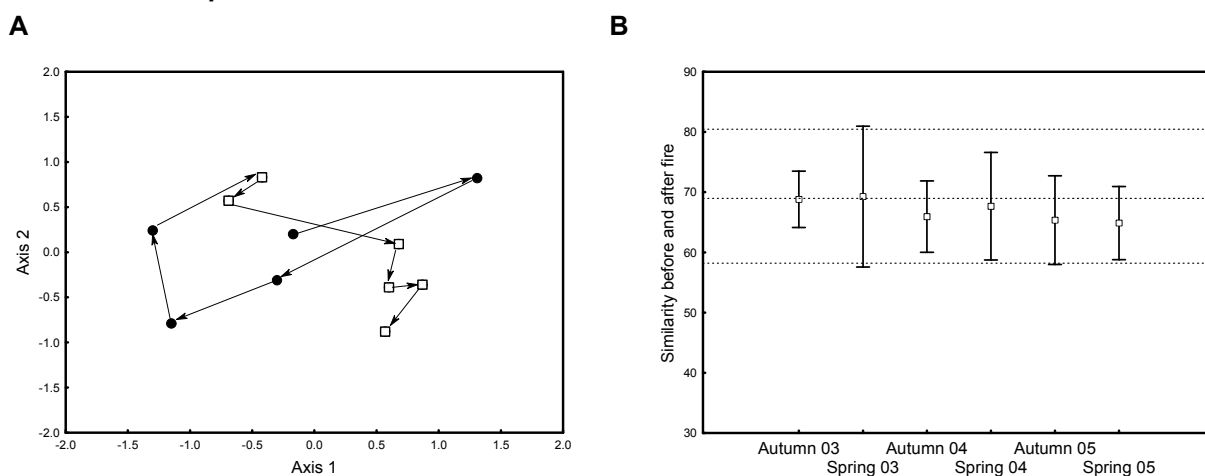 A
2.0
1.5
1.0
0.5
0.0
-0.5
-1.0
-1.5
-2.0
Axis 2
-2.0 -1.5 -1.0 -0.5 0.0 0.5 1.0 1.5 2.0
Axis 1
B
90
80
70
60
50
40
30
Similarity before and after fire
Autumn 03 Autumn 04 Autumn 05
Spring 03 Spring 04 Spring 05